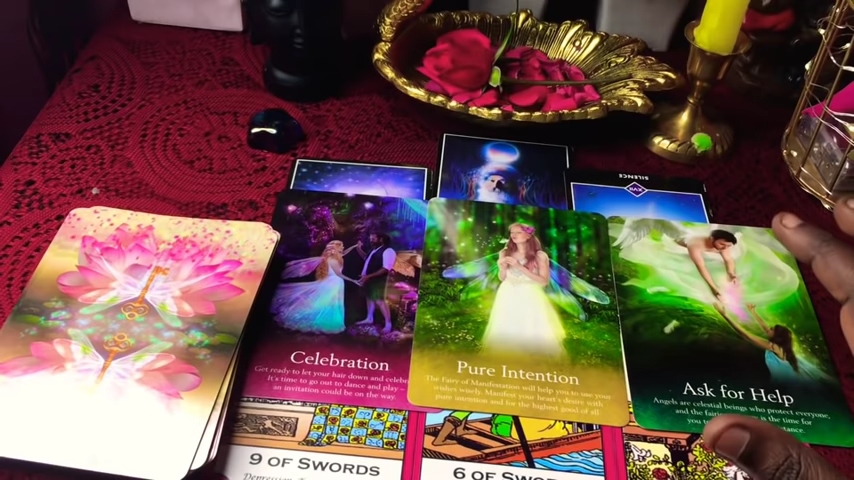 SILENCE
XVI
Celebration
Get ready to let your hair down and celebr
It's time to go out to dance and play –
an invitation could be on the way.
Pure Intention
The Fairy of Manifestation will help you to use your
wishes wisely. Manifest your heart's desire with
pure intention and for the highest good of all
Ask for Help
Angels are celestial beings who protect everyone,
and the is the time for
you
9 OF SWORDS
Depression
6 OF SWO